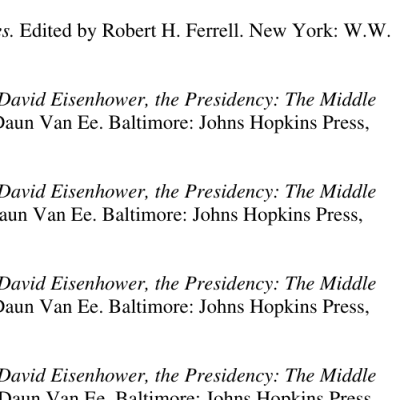 s. Edited by Robert H. Ferrell. New York: W.W.
David Eisenhower, the Presidency: The Middle
Daun Van Ee. Baltimore: Johns Hopkins Press,
David Eisenhower, the Presidency: The Middle
aun Van Ee. Baltimore: Johns Hopkins Press,
David Eisenhower, the Presidency: The Middle
Daun Van Ee. Baltimore: Johns Hopkins Press,
David Eisenhower, the Presidency: The Middle
Daun Van Ee. Baltimore: Johns Hopkins Press,